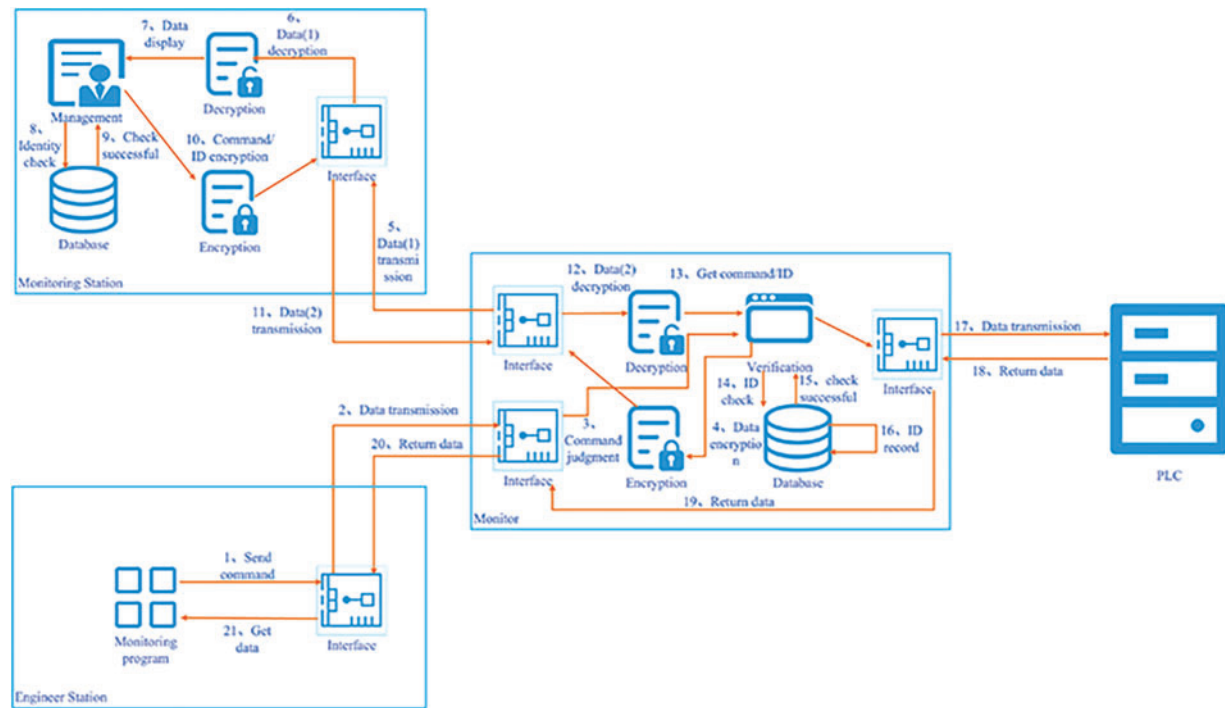 7、Data
display
6、
Data(1)
decryption
Decryption
Management
8、
Identity
check
9、Check
successful
10、Command/
ID encryption
Interface
Database
Encryption
Monitoring Station
5、
Data(1)
transmi
ssion
11、Data(2)
transmission
12、Data(2)
decryption
13、Get command/ID
Interface
Decryption
Verification
Interface
17、Data transmission
18、Return data
PLC
14、ID
check
15、check
successful
2、Data transmission
20、Return data
3、
Command
judgment
4、Data
encryptio
n
16、ID
record
Interface
Encryption
Database
19、Return data
Monitor
1、Send
command
21、Get
data
Monitoring
program
Interface
Engineer Station